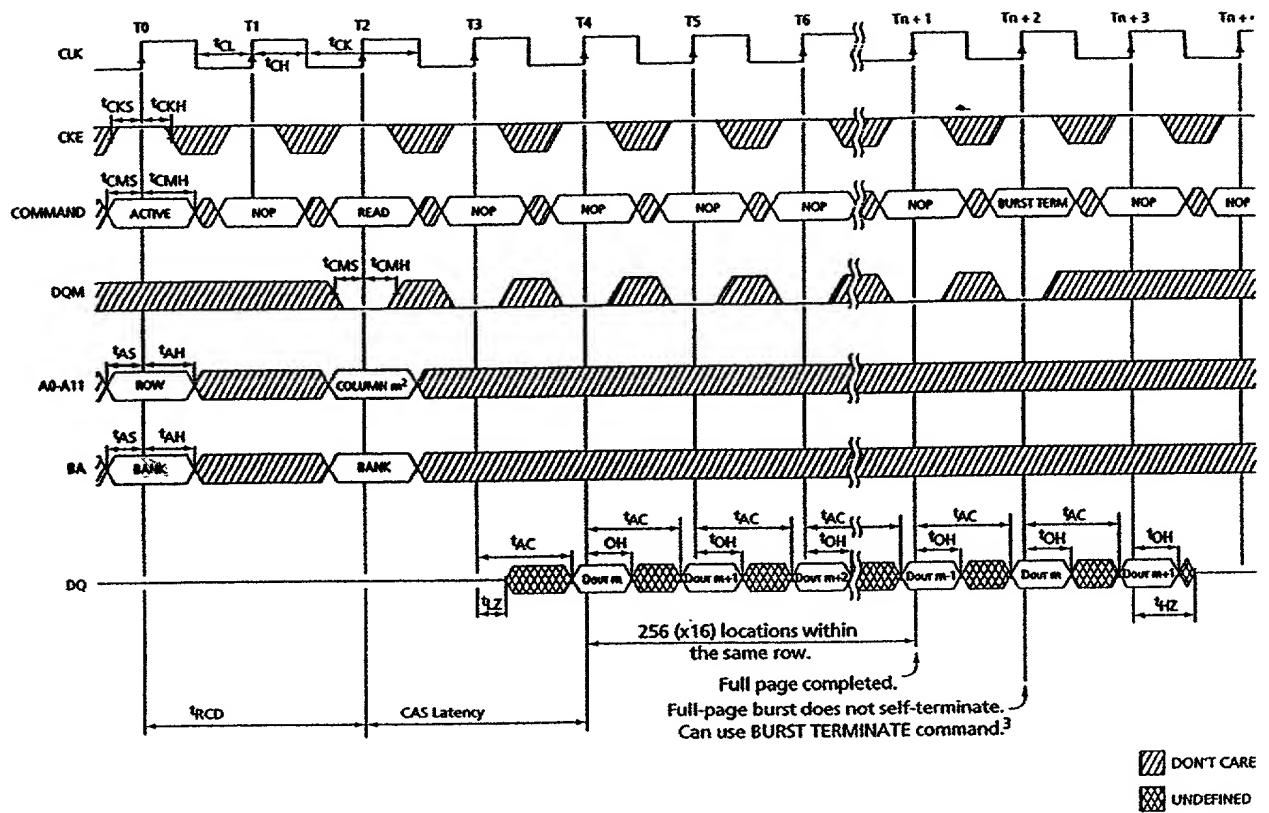 T0 T1 T2 T3 T4 T5 T6 Tn + 1 Tn + 2 Tn + 3 Tn +
CLK tCL tCH tCK
tCKS tCKH
CKE
tCMS tCMH
COMMAND ACTIVE NOP READ NOP NOP NOP NOP NOP BURST TERM NOP NOP
tCMS tCMH
DQM
tAS tAH
A0-A11 ROW COLUMN m2
tAS tAH
BA BANK BANK
tAC tAC tAC tAC tAC tAC
OH tOH tOH tOH tOH tOH
DQ DOUT m DOUT m+1 DOUT m+2 DOUT m-1 DOUT m DOUT m+1
tLZ tHZ
256 (x16) locations within
the same row.
Full page completed.
tRCD CAS Latency Full-page burst does not self-terminate.
Can use BURST TERMINATE command.3
DON'T CARE
UNDEFINED